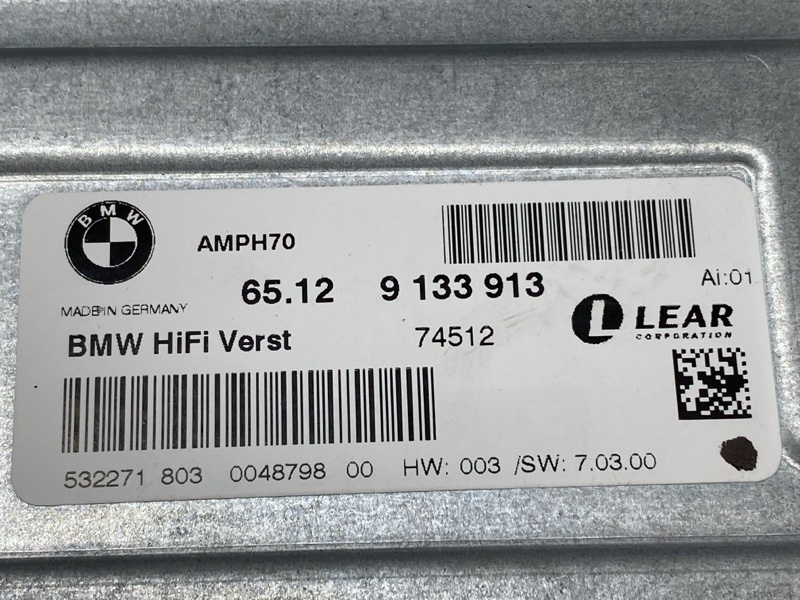 BMW
AMPH70
Ai:01
65.12 9 133 913
MADE IN GERMANY
LEAR
CORPORATION
BMW HiFi Verst 74512
532271 803 0048798 00 HW: 003 /SW: 7.03.00